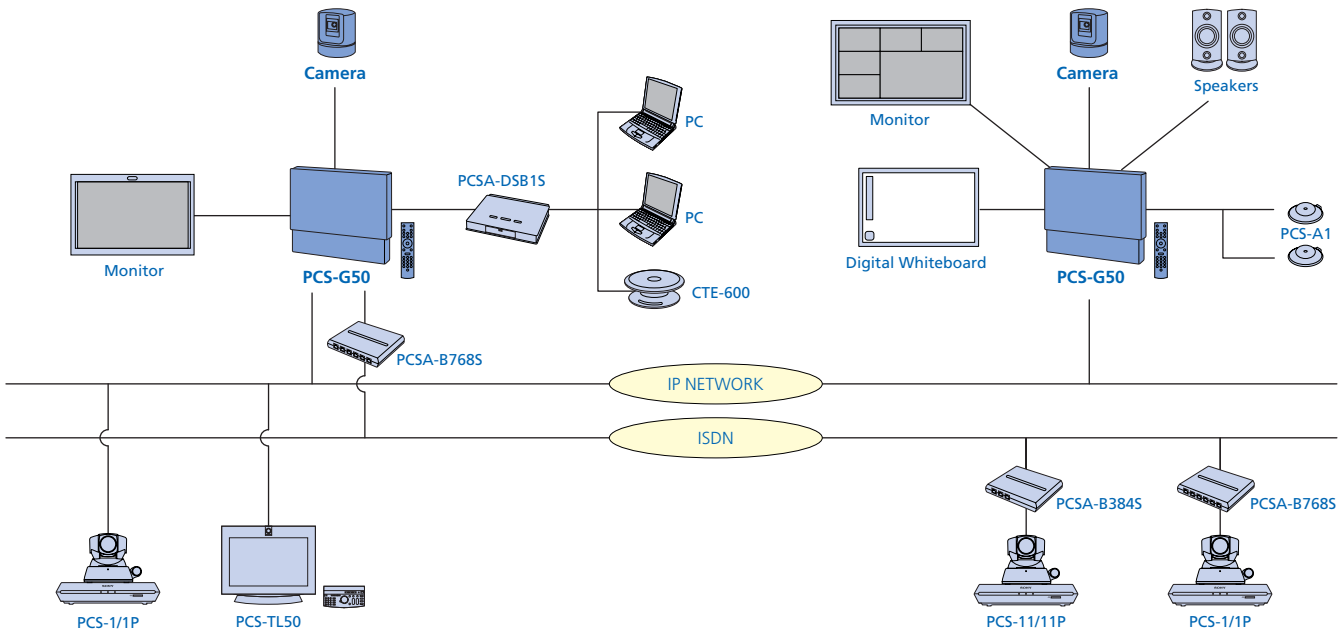 Camera
Monitor
PCS-G50
PCSA-DSB1S
PC
PC
CTE-600
PCSA-B768S
Monitor
Camera
Speakers
Digital Whiteboard
PCS-G50
PCS-A1
IP NETWORK
ISDN
PCS-1/1P
PCS-TL50
PCSA-B384S
PCSA-B768S
PCS-11/11P
PCS-1/1P